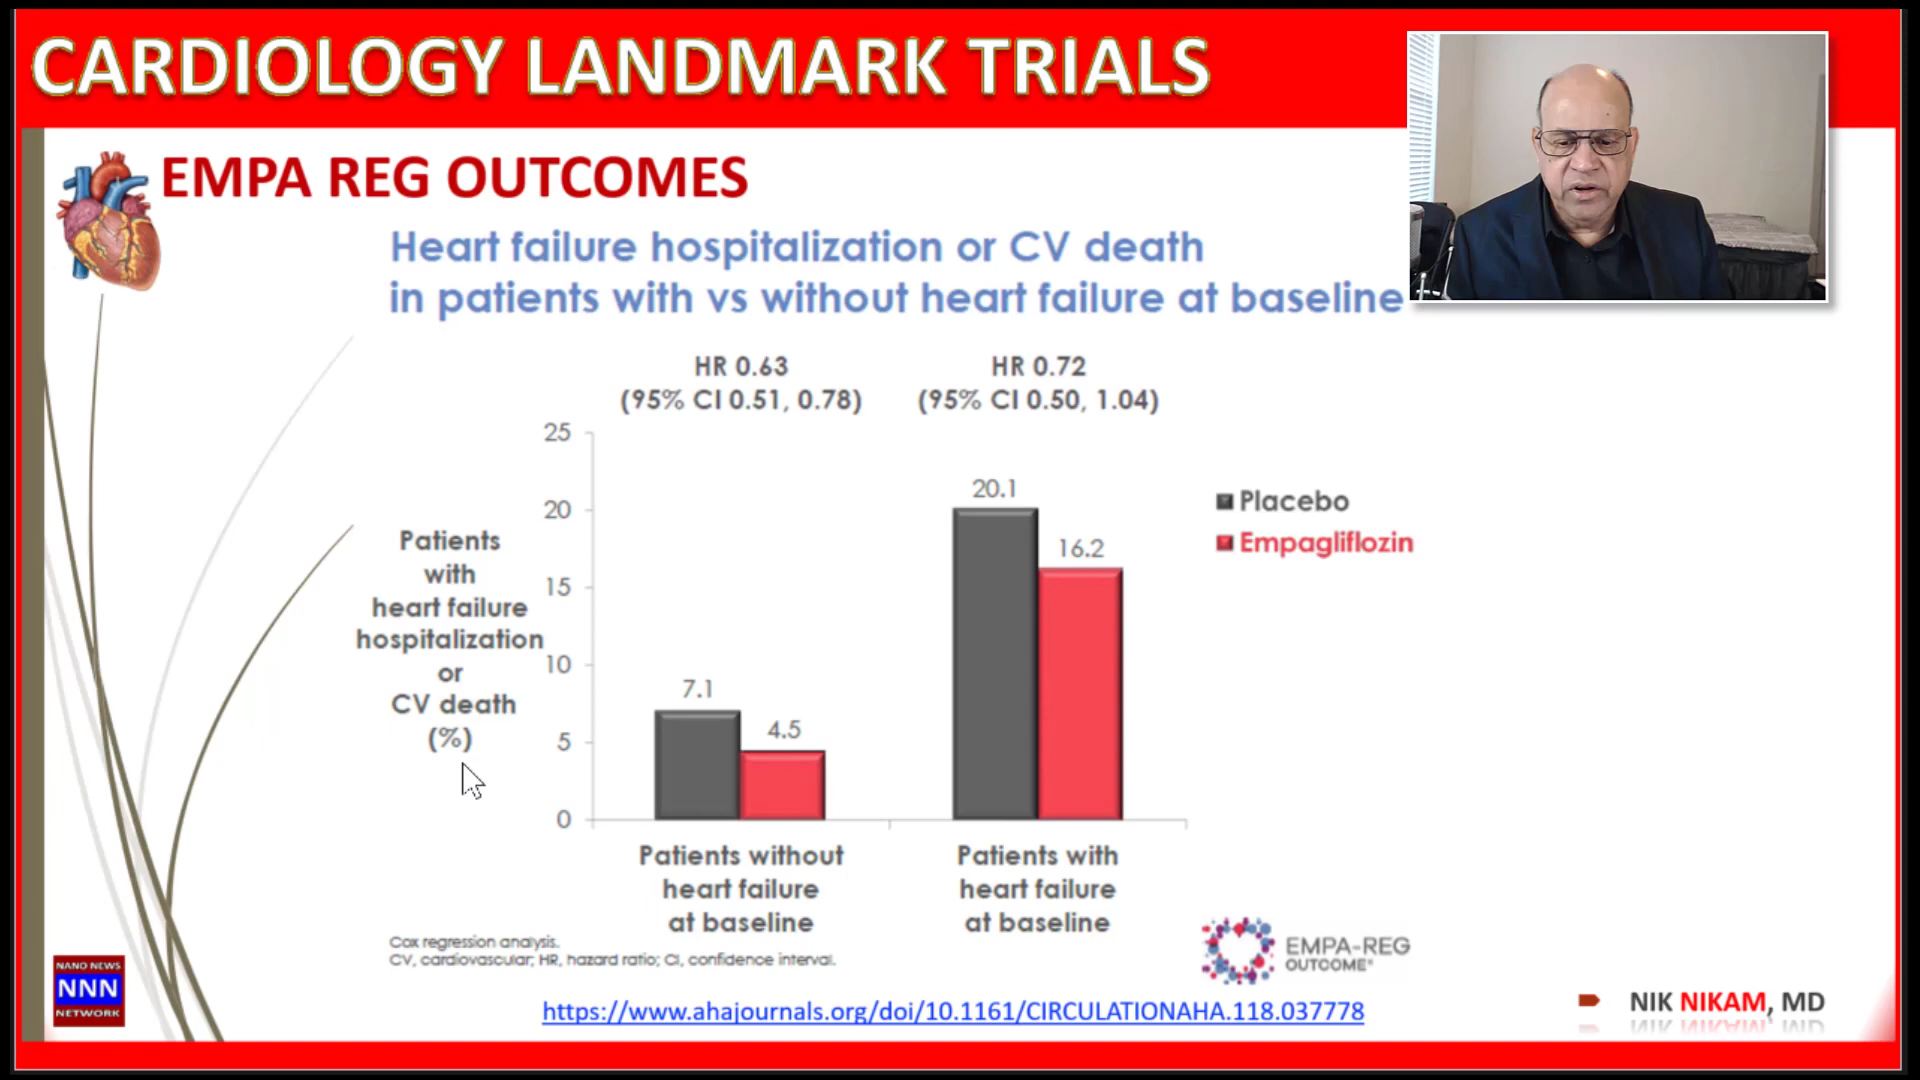 CARDIOLOGY LANDMARK TRIALS
EMPA REG OUTCOMES
Heart failure hospitalization or CV death
in patients with vs without heart failure at baseline
HR 0.63
(95% CI 0.51, 0.78)
HR 0.72
(95% CI 0.50, 1.04)
25
20
15
10
5
0
Patients
with
heart failure
hospitalization
or
CV death
(%)
7.1
4.5
20.1
16.2
Placebo
Empagliflozin
Patients without
heart failure
at baseline
Patients with
heart failure
at baseline
Cox regression analysis.
CV, cardiovascular; HR, hazard ratio; CI, confidence interval.
EMPA-REG
OUTCOME®
https://www.ahajournals.org/doi/10.1161/CIRCULATIONAHA.118.037778
NANO NEWS
NNN
NETWORK
NIK NIKAM, MD